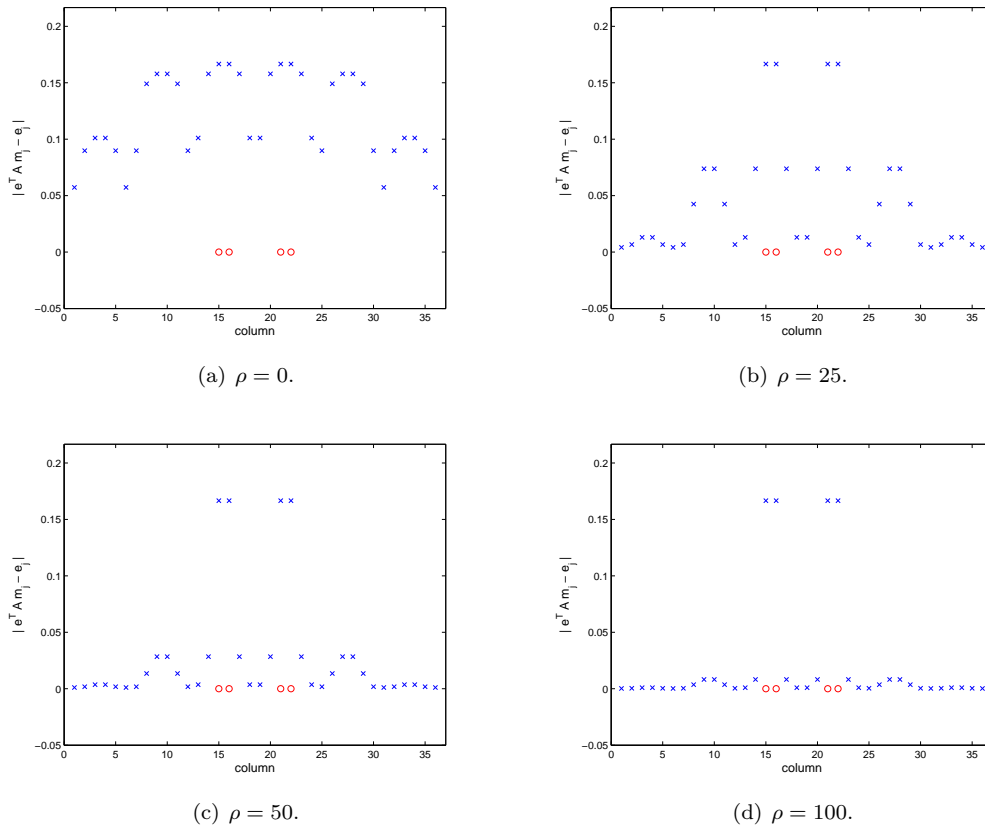 0.2
0.15
0.1
0.05
0
−0.05
| e^T A m_j − e_j |
0 5 10 15 20 25 30 35
column
(a) ρ = 0.
0.2
0.15
0.1
0.05
0
−0.05
| e^T A m_j − e_j |
0 5 10 15 20 25 30 35
column
(b) ρ = 25.
0.2
0.15
0.1
0.05
0
−0.05
| e^T A m_j − e_j |
0 5 10 15 20 25 30 35
column
(c) ρ = 50.
0.2
0.15
0.1
0.05
0
−0.05
| e^T A m_j − e_j |
0 5 10 15 20 25 30 35
column
(d) ρ = 100.